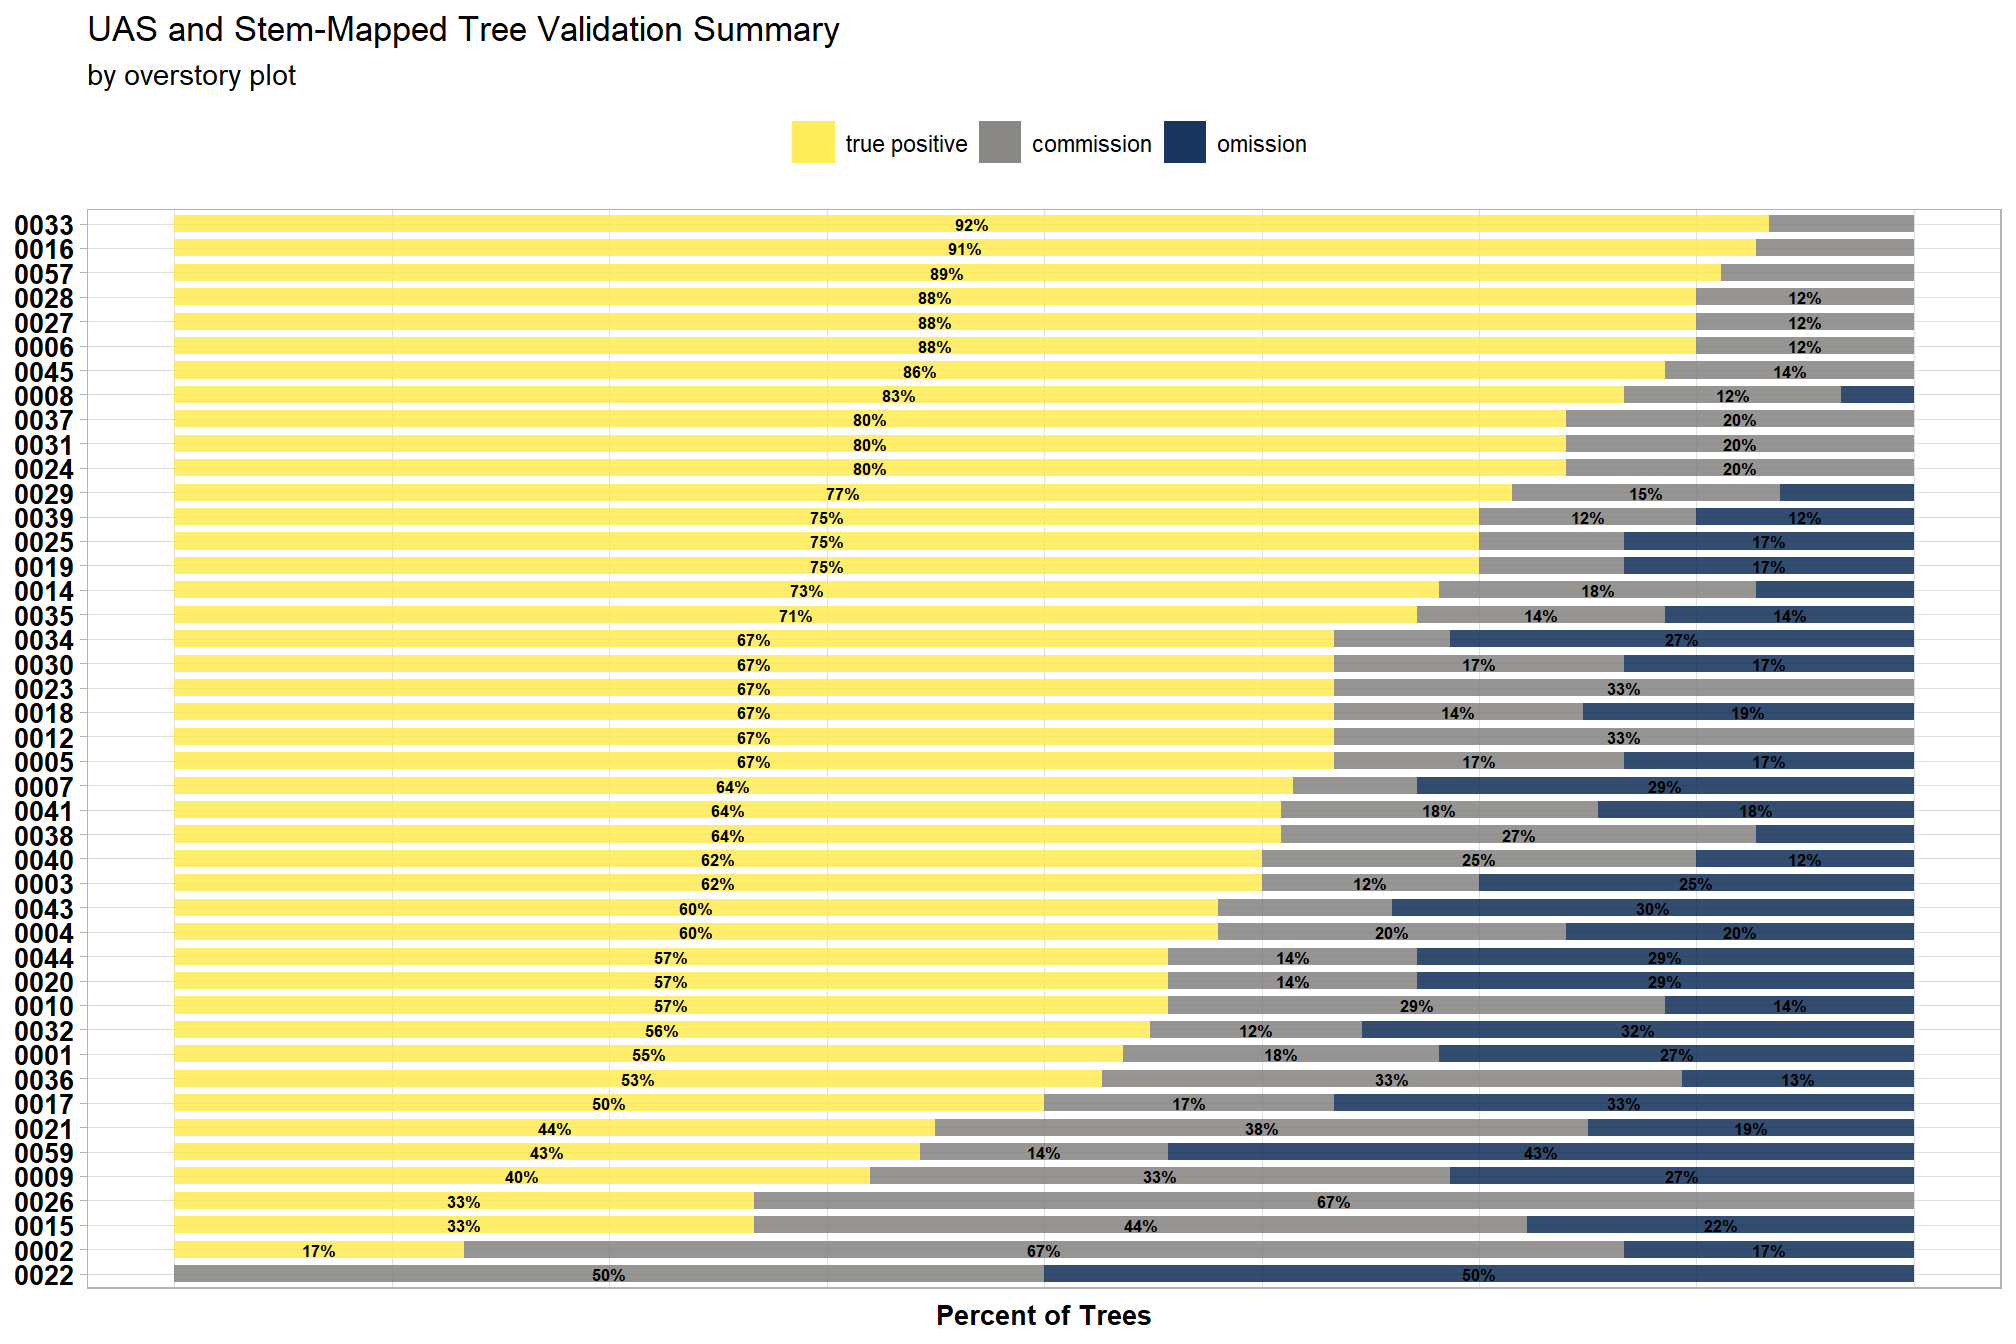 UAS and Stem-Mapped Tree Validation Summary
by overstory plot
true positive commission omission
0033 92%
0016 91%
0057 89%
0028 88% 12%
0027 88% 12%
0006 88% 12%
0045 86% 14%
0008 83% 12%
0037 80% 20%
0031 80% 20%
0024 80% 20%
0029 77% 15%
0039 75% 12% 12%
0025 75% 17%
0019 75% 17%
0014 73% 18%
0035 71% 14% 14%
0034 67% 27%
0030 67% 17% 17%
0023 67% 33%
0018 67% 14% 19%
0012 67% 33%
0005 67% 17% 17%
0007 64% 29%
0041 64% 18% 18%
0038 64% 27%
0040 62% 25% 12%
0003 62% 12% 25%
0043 60% 30%
0004 60% 20% 20%
0044 57% 14% 29%
0020 57% 14% 29%
0010 57% 29% 14%
0032 56% 12% 32%
0001 55% 18% 27%
0036 53% 33% 13%
0017 50% 17% 33%
0021 44% 38% 19%
0059 43% 14% 43%
0009 40% 33% 27%
0026 33% 67%
0015 33% 44% 22%
0002 17% 67% 17%
0022 50% 50%
Percent of Trees